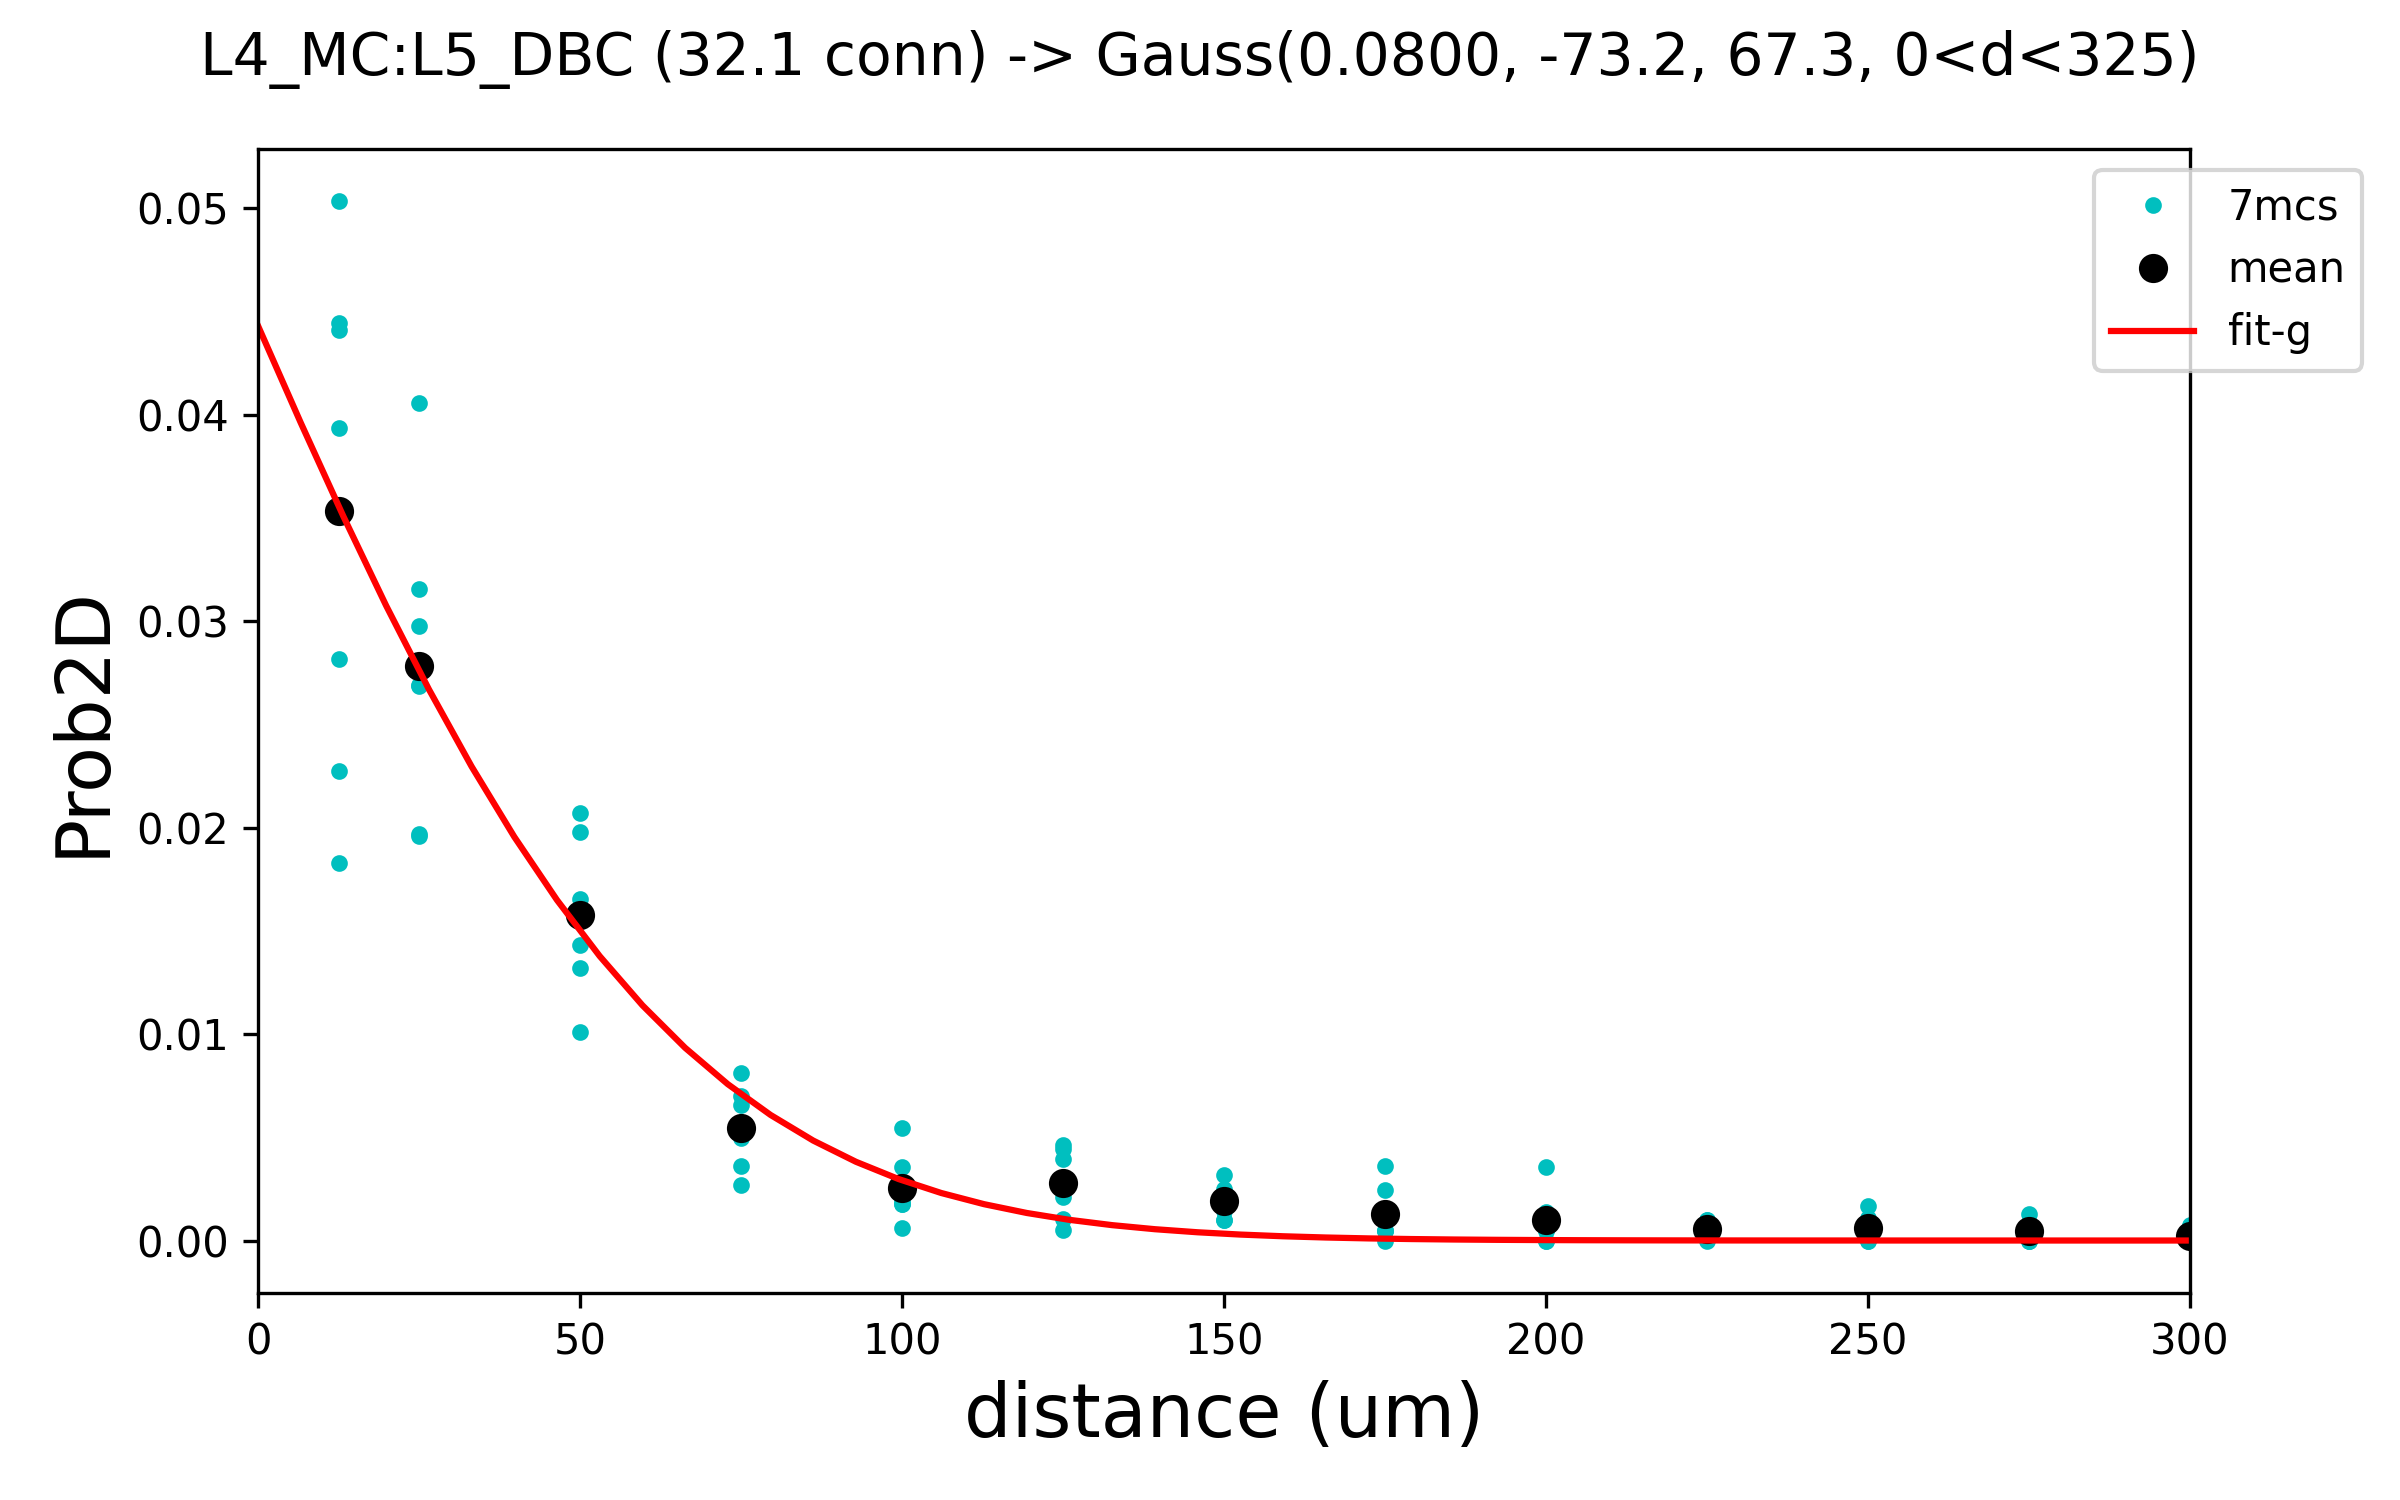 L4_MC:L5_DBC (32.1 conn) -> Gauss(0.0800, -73.2, 67.3, 0<d<325)
7mcs
mean
fit-g
Prob2D
0.05
0.04
0.03
0.02
0.01
0.00
0 50 100 150 200 250 300
distance (um)